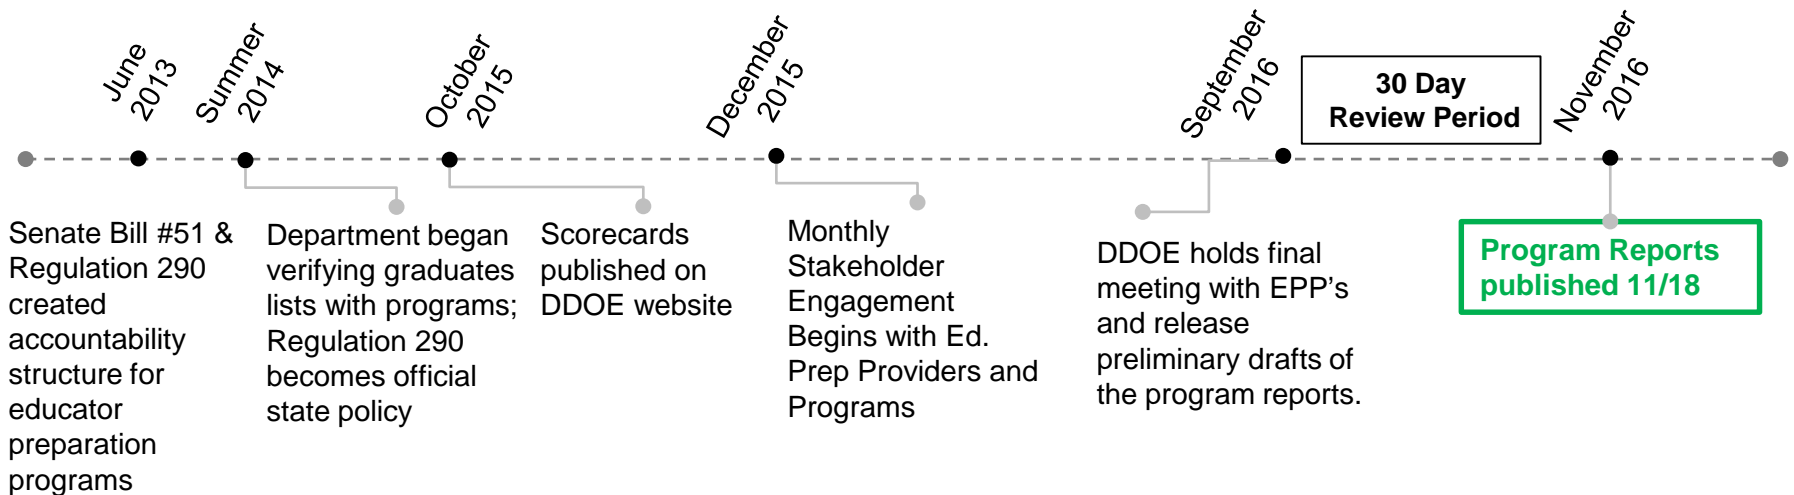 June
2013
Summer
2014
October
2015
December
2015
September
2016
30 Day
Review Period
November
2016
Senate Bill #51 &
Regulation 290
created
accountability
structure for
educator
preparation
programs
Department began
verifying graduates
lists with programs;
Regulation 290
becomes official
state policy
Scorecards
published on
DDOE website
Monthly
Stakeholder
Engagement
Begins with Ed.
Prep Providers and
Programs
DDOE holds final
meeting with EPP’s
and release
preliminary drafts of
the program reports.
Program Reports
published 11/18